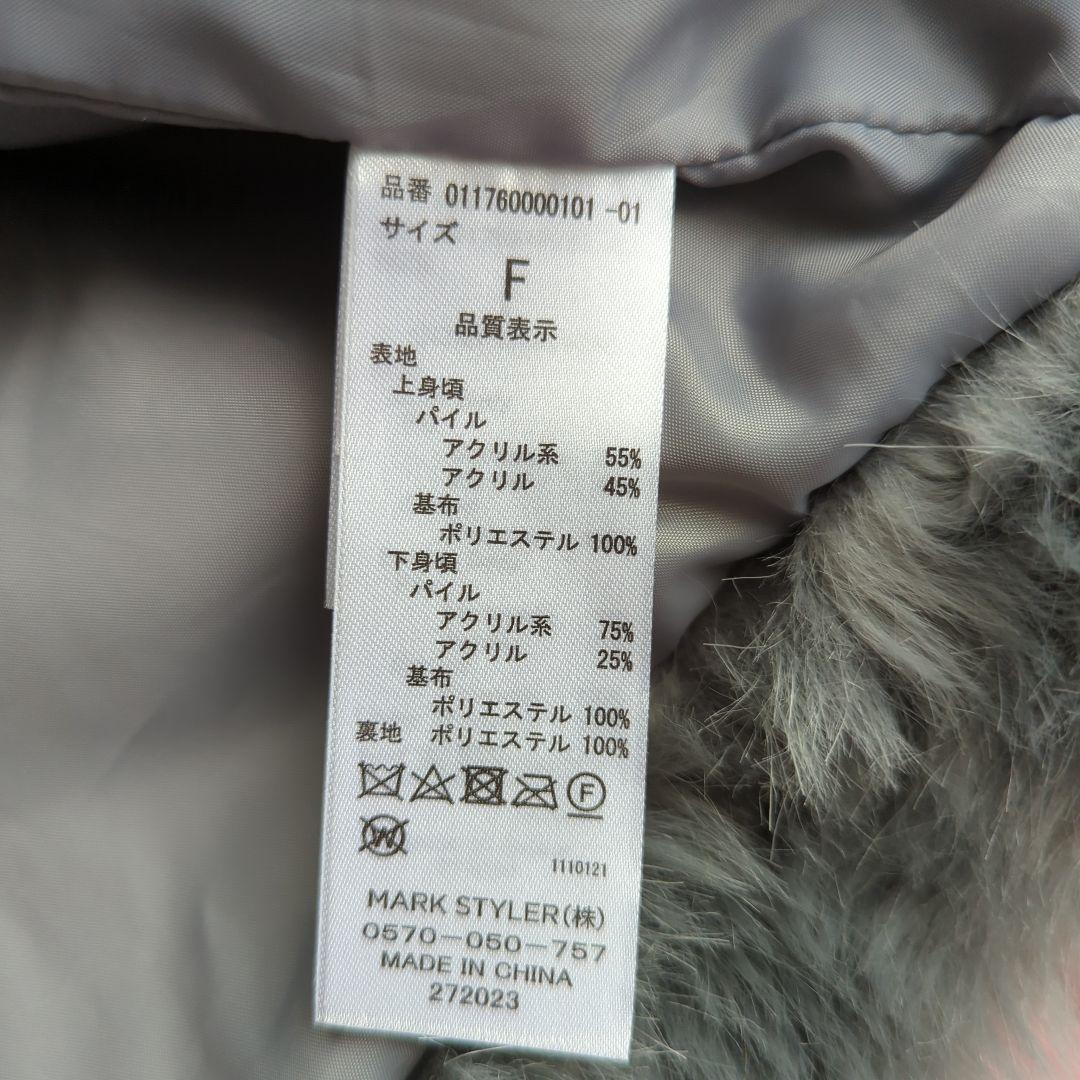 品番 011760000101 -01
サイズ
F
品質表示
表地
上身頃
パイル
アクリル系 55%
アクリル 45%
基布
ポリエステル 100%
下身頃
パイル
アクリル系 75%
アクリル 25%
基布
ポリエステル 100%
裏地 ポリエステル 100%
F
W
1110121
MARK STYLER(株)
0570-050-757
MADE IN CHINA
272023